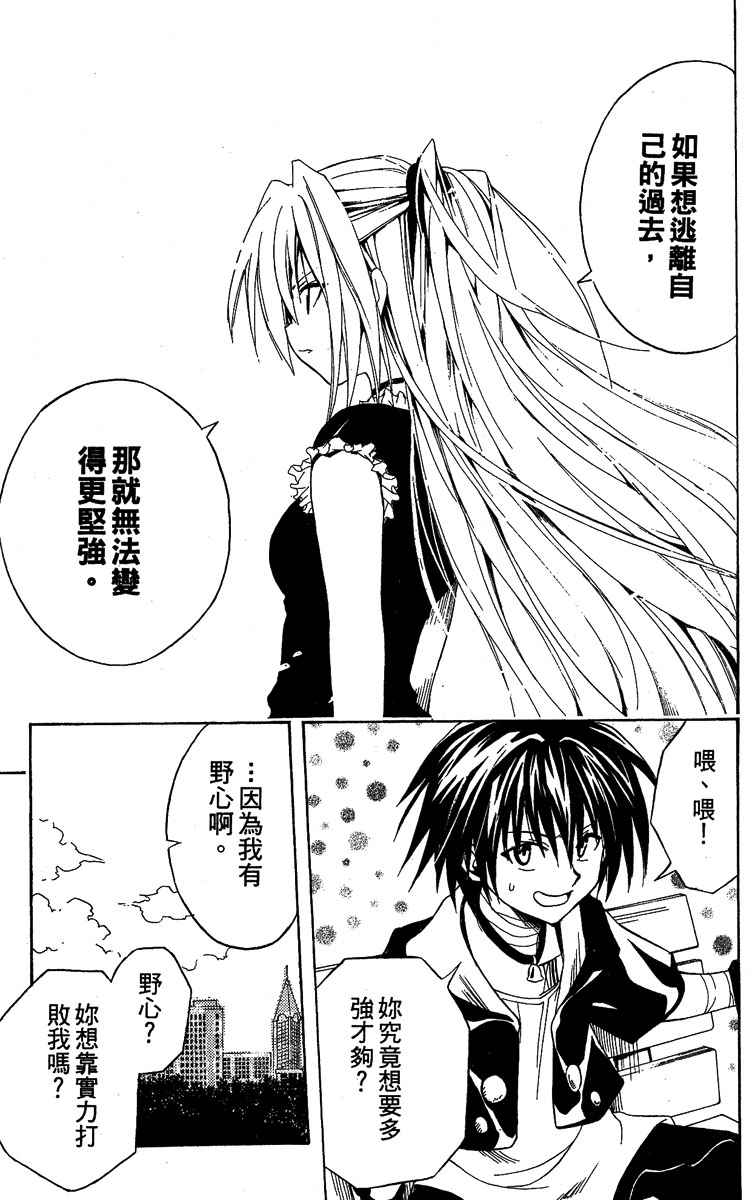 如果想逃離自
己的過去，
那就無法變
得更堅強。
喂、喂！
妳究竟想要多
強才夠？
…因為我有
野心啊。
野心？
妳想靠實力打
敗我嗎？